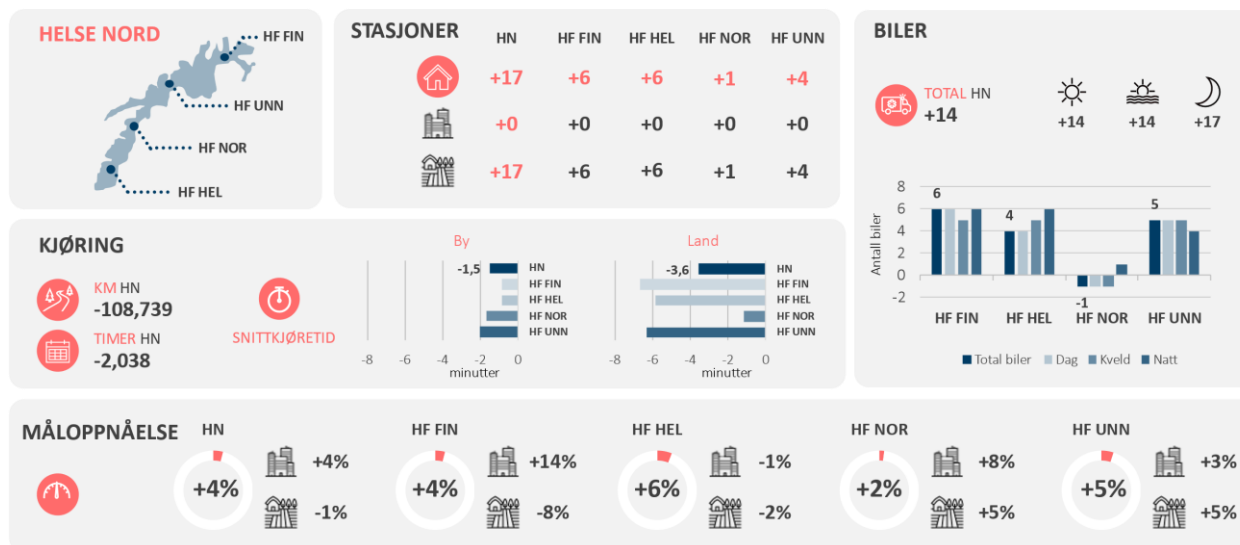 HELSE NORD
HF FIN
HF UNN
HF NOR
HF HEL
STASJONER
HN HF FIN HF HEL HF NOR HF UNN
+17 +6 +6 +1 +4
+0 +0 +0 +0 +0
+17 +6 +6 +1 +4
BILER
TOTAL HN
+14
+14 +14 +17
Antall biler
8
6
4
2
0
-2
6
4
-1
5
HF FIN HF HEL HF NOR HF UNN
Total biler Dag Kveld Natt
KJØRING
KM HN
-108,739
TIMER HN
-2,038
SNITTKJØRETID
By
-1,5
HN
HF FIN
HF HEL
HF NOR
HF UNN
-8 -6 -4 -2 0
minutter
Land
-3,6
HN
HF FIN
HF HEL
HF NOR
HF UNN
-8 -6 -4 -2 0
minutter
MÅLOPPNÅELSE
HN
+4%
+4%
-1%
HF FIN
+4%
+14%
-8%
HF HEL
+6%
-1%
-2%
HF NOR
+2%
+8%
+5%
HF UNN
+5%
+3%
+5%